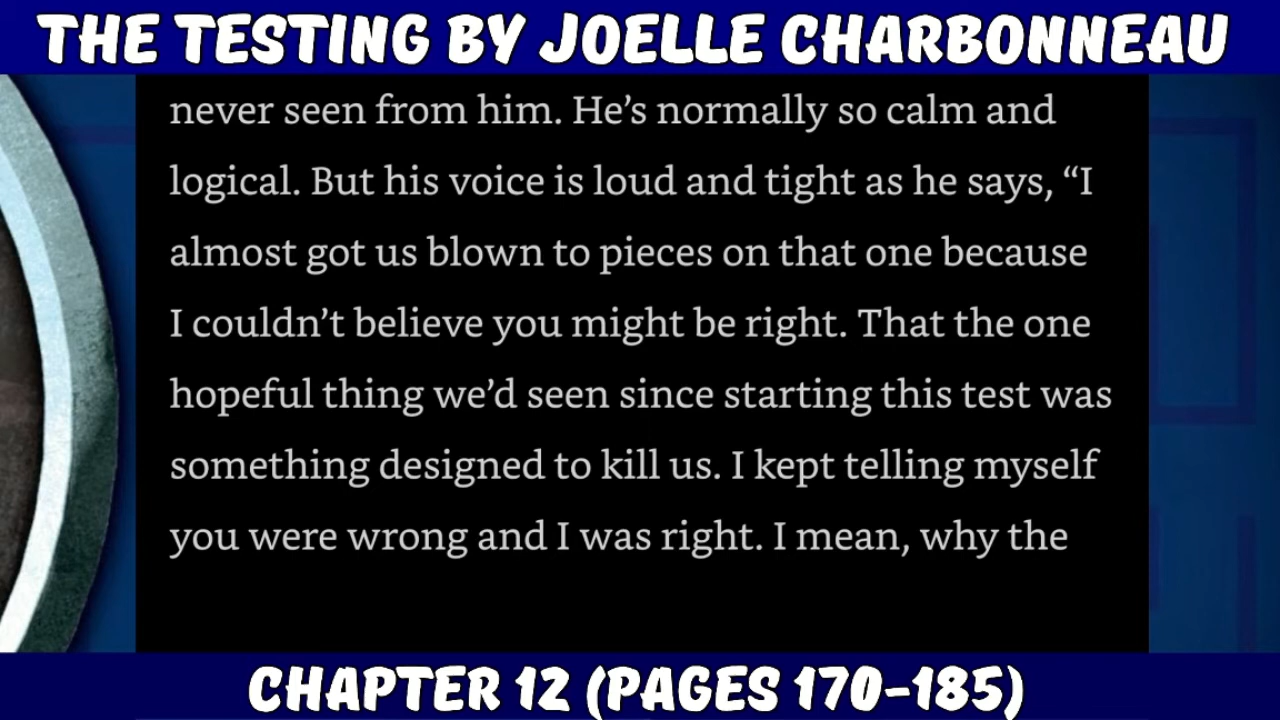 THE TESTING BY JOELLE CHARBONNEAU
never seen from him. He’s normally so calm and
logical. But his voice is loud and tight as he says, “I
almost got us blown to pieces on that one because
I couldn’t believe you might be right. That the one
hopeful thing we’d seen since starting this test was
something designed to kill us. I kept telling myself
you were wrong and I was right. I mean, why the
CHAPTER 12 (PAGES 170-185)